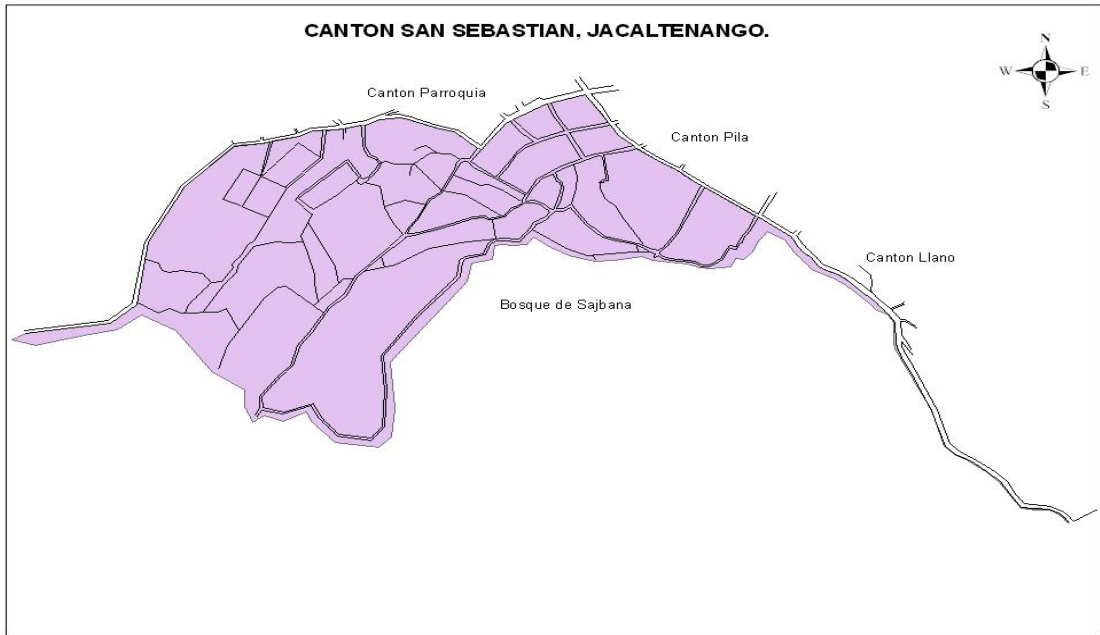 CANTON SAN SEBASTIAN, JACALTENANGO.
N
W E
S
Canton Parroquia
Canton Pila
Canton Llano
Bosque de Sajbana